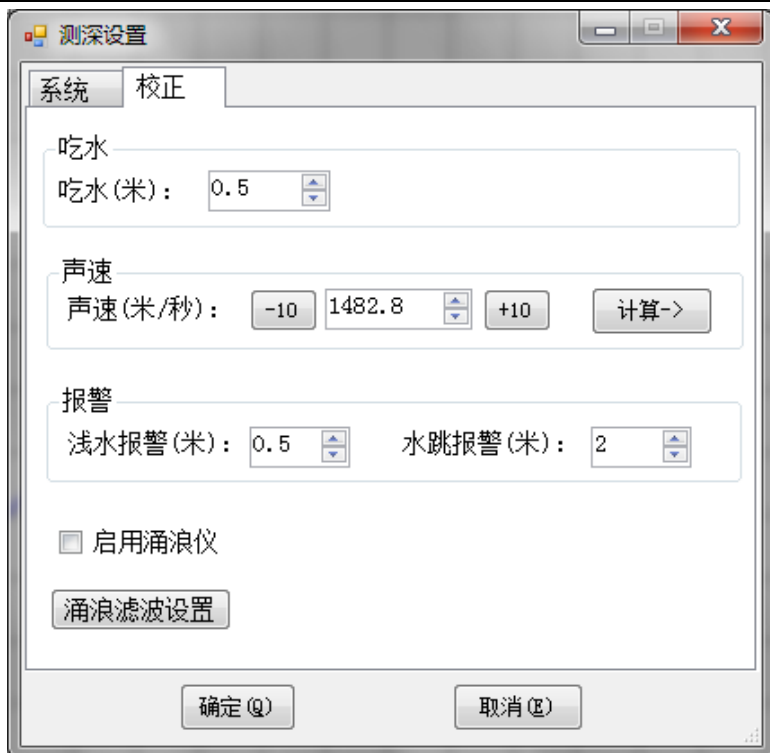 测深设置
系统 校正
吃水
吃水(米): 0.5
声速
声速(米/秒): -10 1482.8 +10 计算->
报警
浅水报警(米): 0.5 水跳报警(米): 2
启用涌浪仪
涌浪滤波设置
确定(Q) 取消(E)